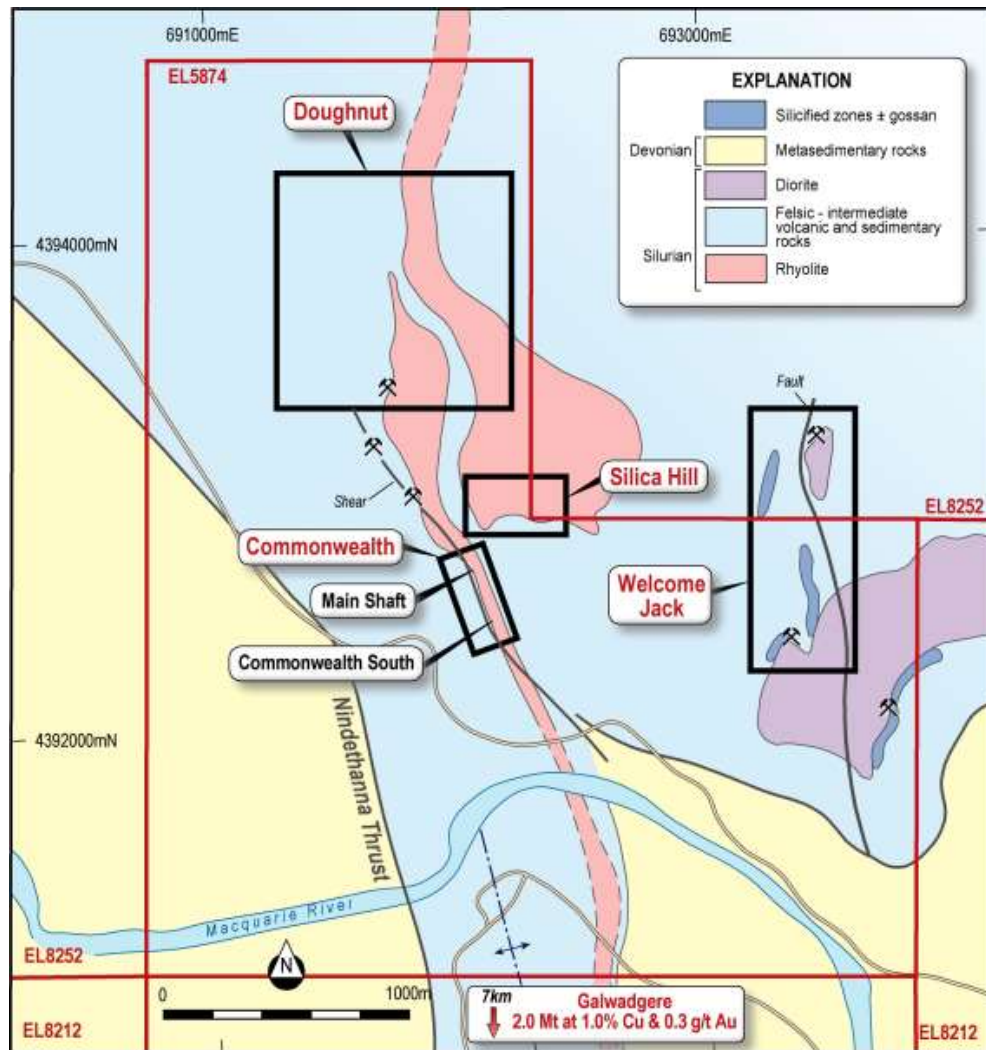 691000mE
693000mE
EL5874
EXPLANATION
Silicified zones ± gossan
Devonian
Metasedimentary rocks
Diorite
Felsic - intermediate
volcanic and sedimentary
rocks
Silurian
Rhyolite
Doughnut
4394000mN
Fault
Shear
Silica Hill
EL8252
Commonwealth
Main Shaft
Welcome
Jack
Commonwealth South
4392000mN
Nindethanna Thrust
Macquarie River
EL8252
N
0
1000m
7km
Galwadgere
2.0 Mt at 1.0% Cu & 0.3 g/t Au
EL8212
EL8212